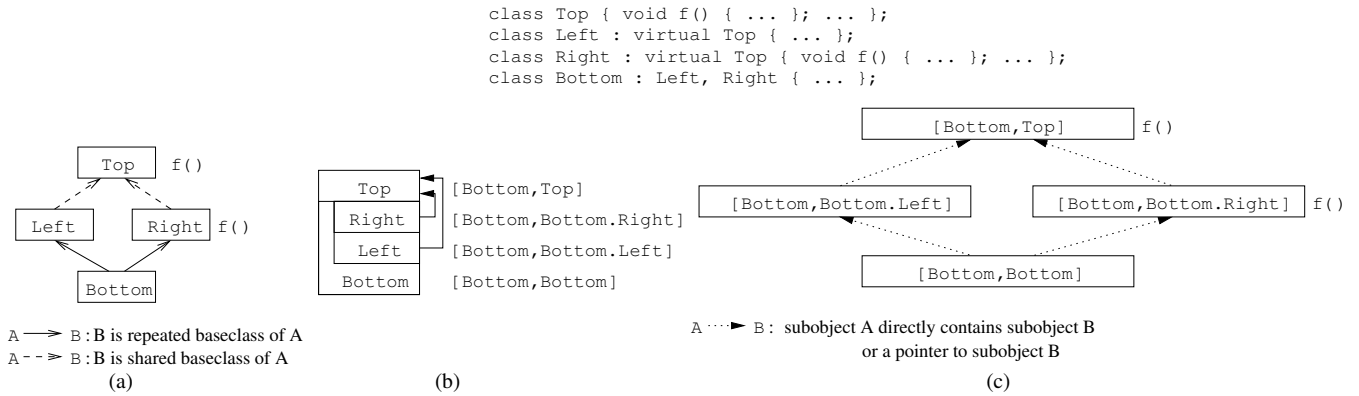 class Top { void f() { ... }; ... };
class Left : virtual Top { ... };
class Right : virtual Top { void f() { ... }; ... };
class Bottom : Left, Right { ... };
Top f()
Left Right f()
Bottom
A B : B is repeated baseclass of A
A B : B is shared baseclass of A
(a)
Top [Bottom,Top]
Right [Bottom,Bottom.Right]
Left [Bottom,Bottom.Left]
Bottom [Bottom,Bottom]
(b)
[Bottom,Top] f()
[Bottom,Bottom.Left] [Bottom,Bottom.Right] f()
[Bottom,Bottom]
A B : subobject A directly contains subobject B
or a pointer to subobject B
(c)